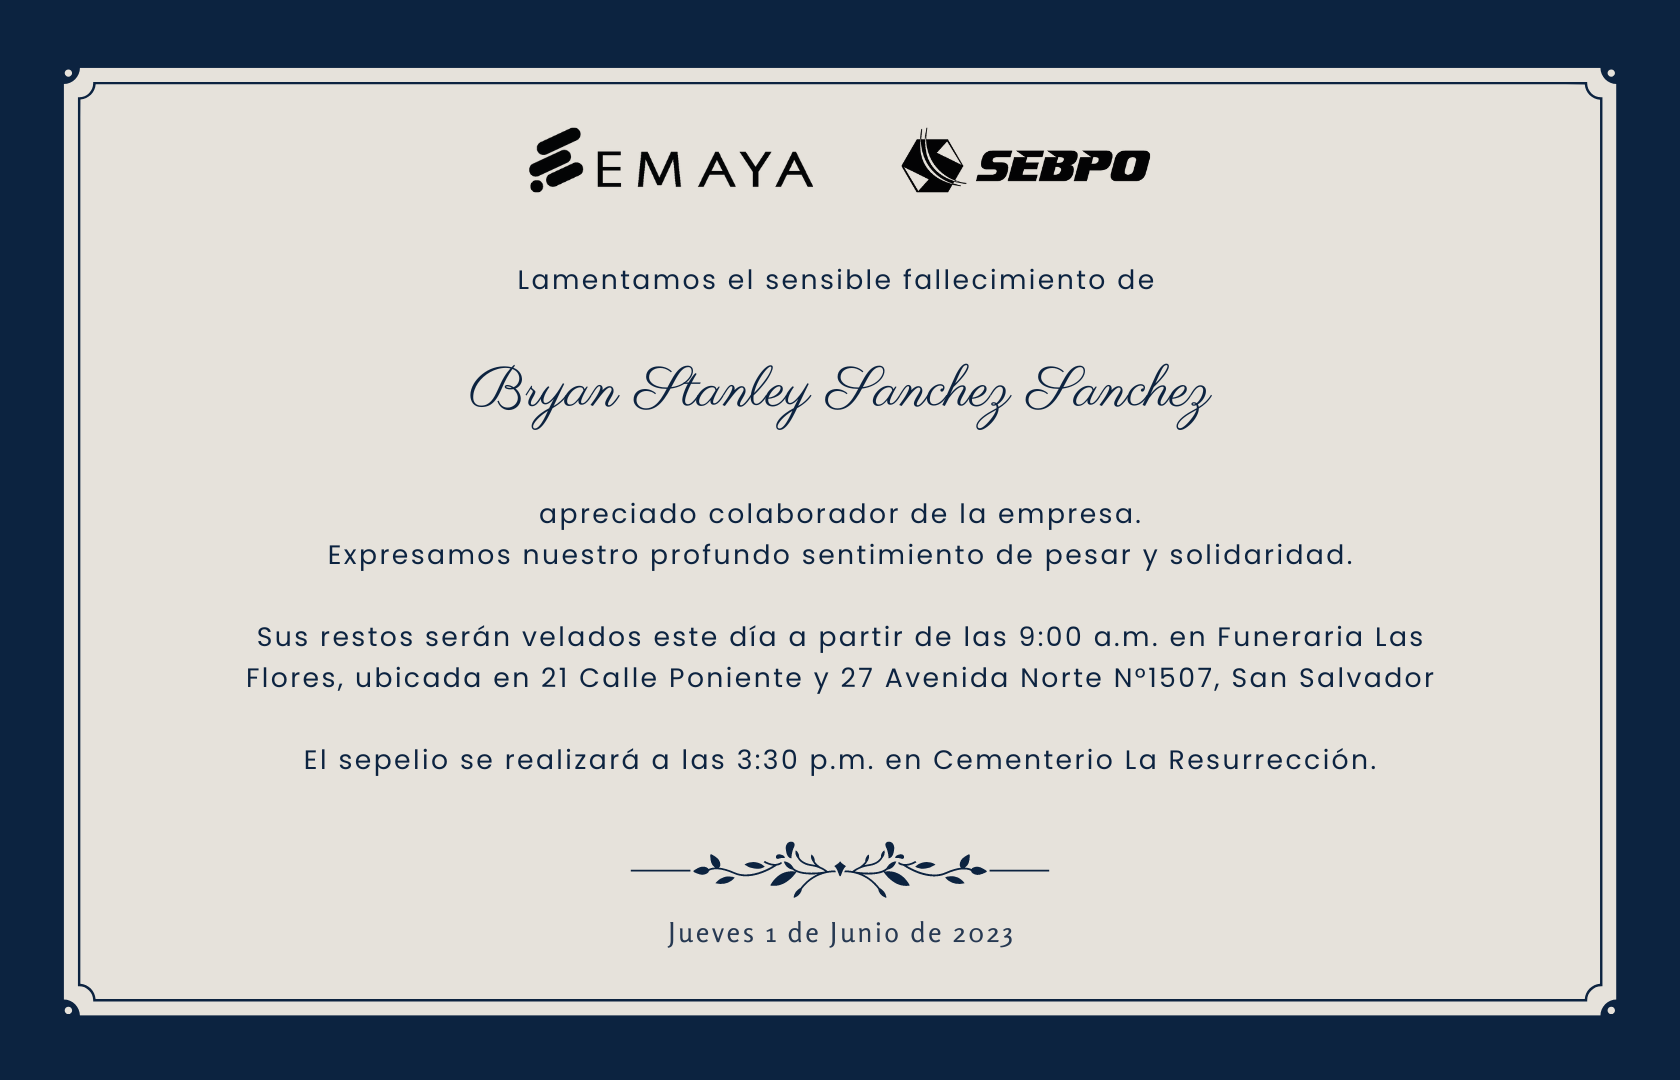 EMAYA SEBPO
Lamentamos el sensible fallecimiento de
Bryan Stanley Sanchez Sanchez
apreciado colaborador de la empresa.
Expresamos nuestro profundo sentimiento de pesar y solidaridad.
Sus restos serán velados este día a partir de las 9:00 a.m. en Funeraria Las
Flores, ubicada en 21 Calle Poniente y 27 Avenida Norte Nº1507, San Salvador
El sepelio se realizará a las 3:30 p.m. en Cementerio La Resurrección.
Jueves 1 de Junio de 2023